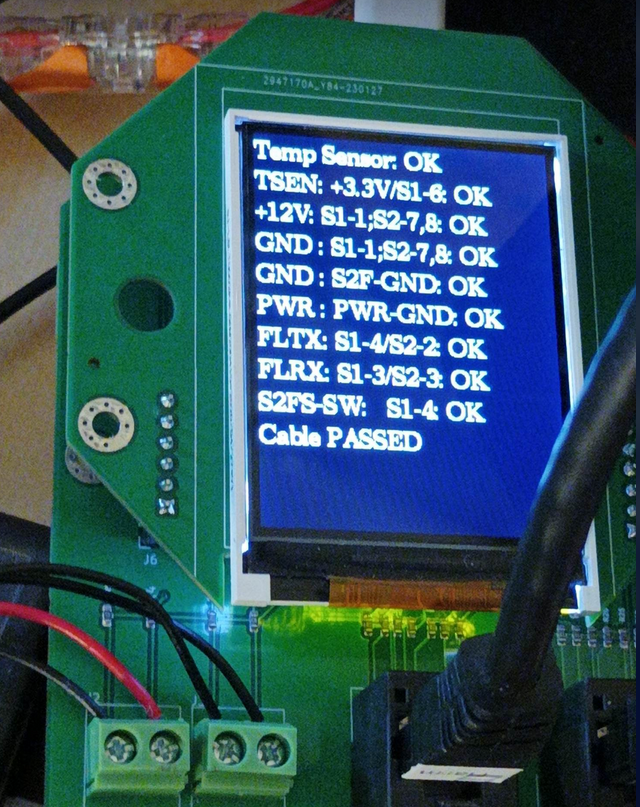 2947170A_Y84-230127
Temp Sensor: OK
TSEN: +3.3V/S1-6: OK
+12V: S1-1;S2-7,8: OK
GND : S1-1;S2-7,8: OK
GND : S2F-GND: OK
PWR : PWR-GND: OK
FLTX: S1-4/S2-2: OK
FLRX: S1-3/S2-3: OK
S2FS-SW: S1-4: OK
Cable PASSED
J6